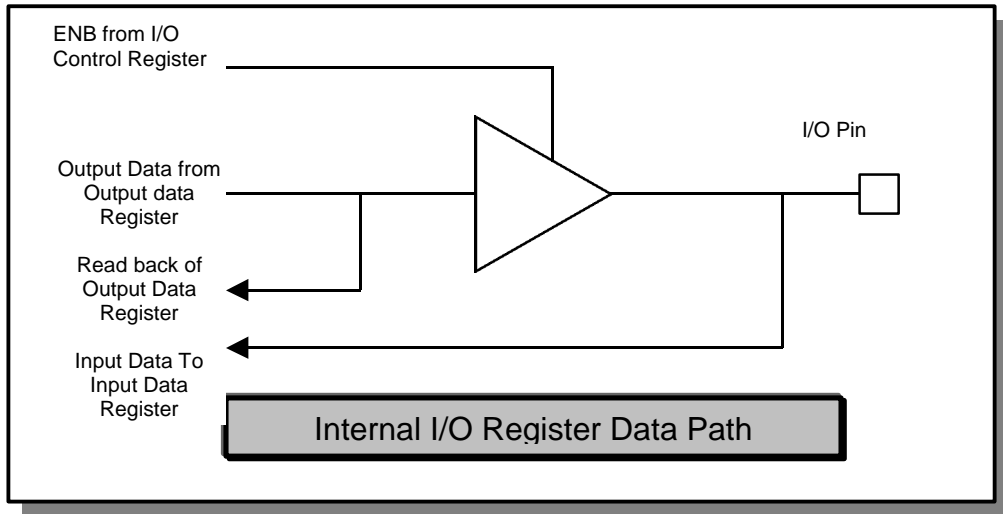 ENB from I/O
Control Register
I/O Pin
Output Data from
Output data
Register
Read back of
Output Data
Register
Input Data To
Input Data
Register
Internal I/O Register Data Path